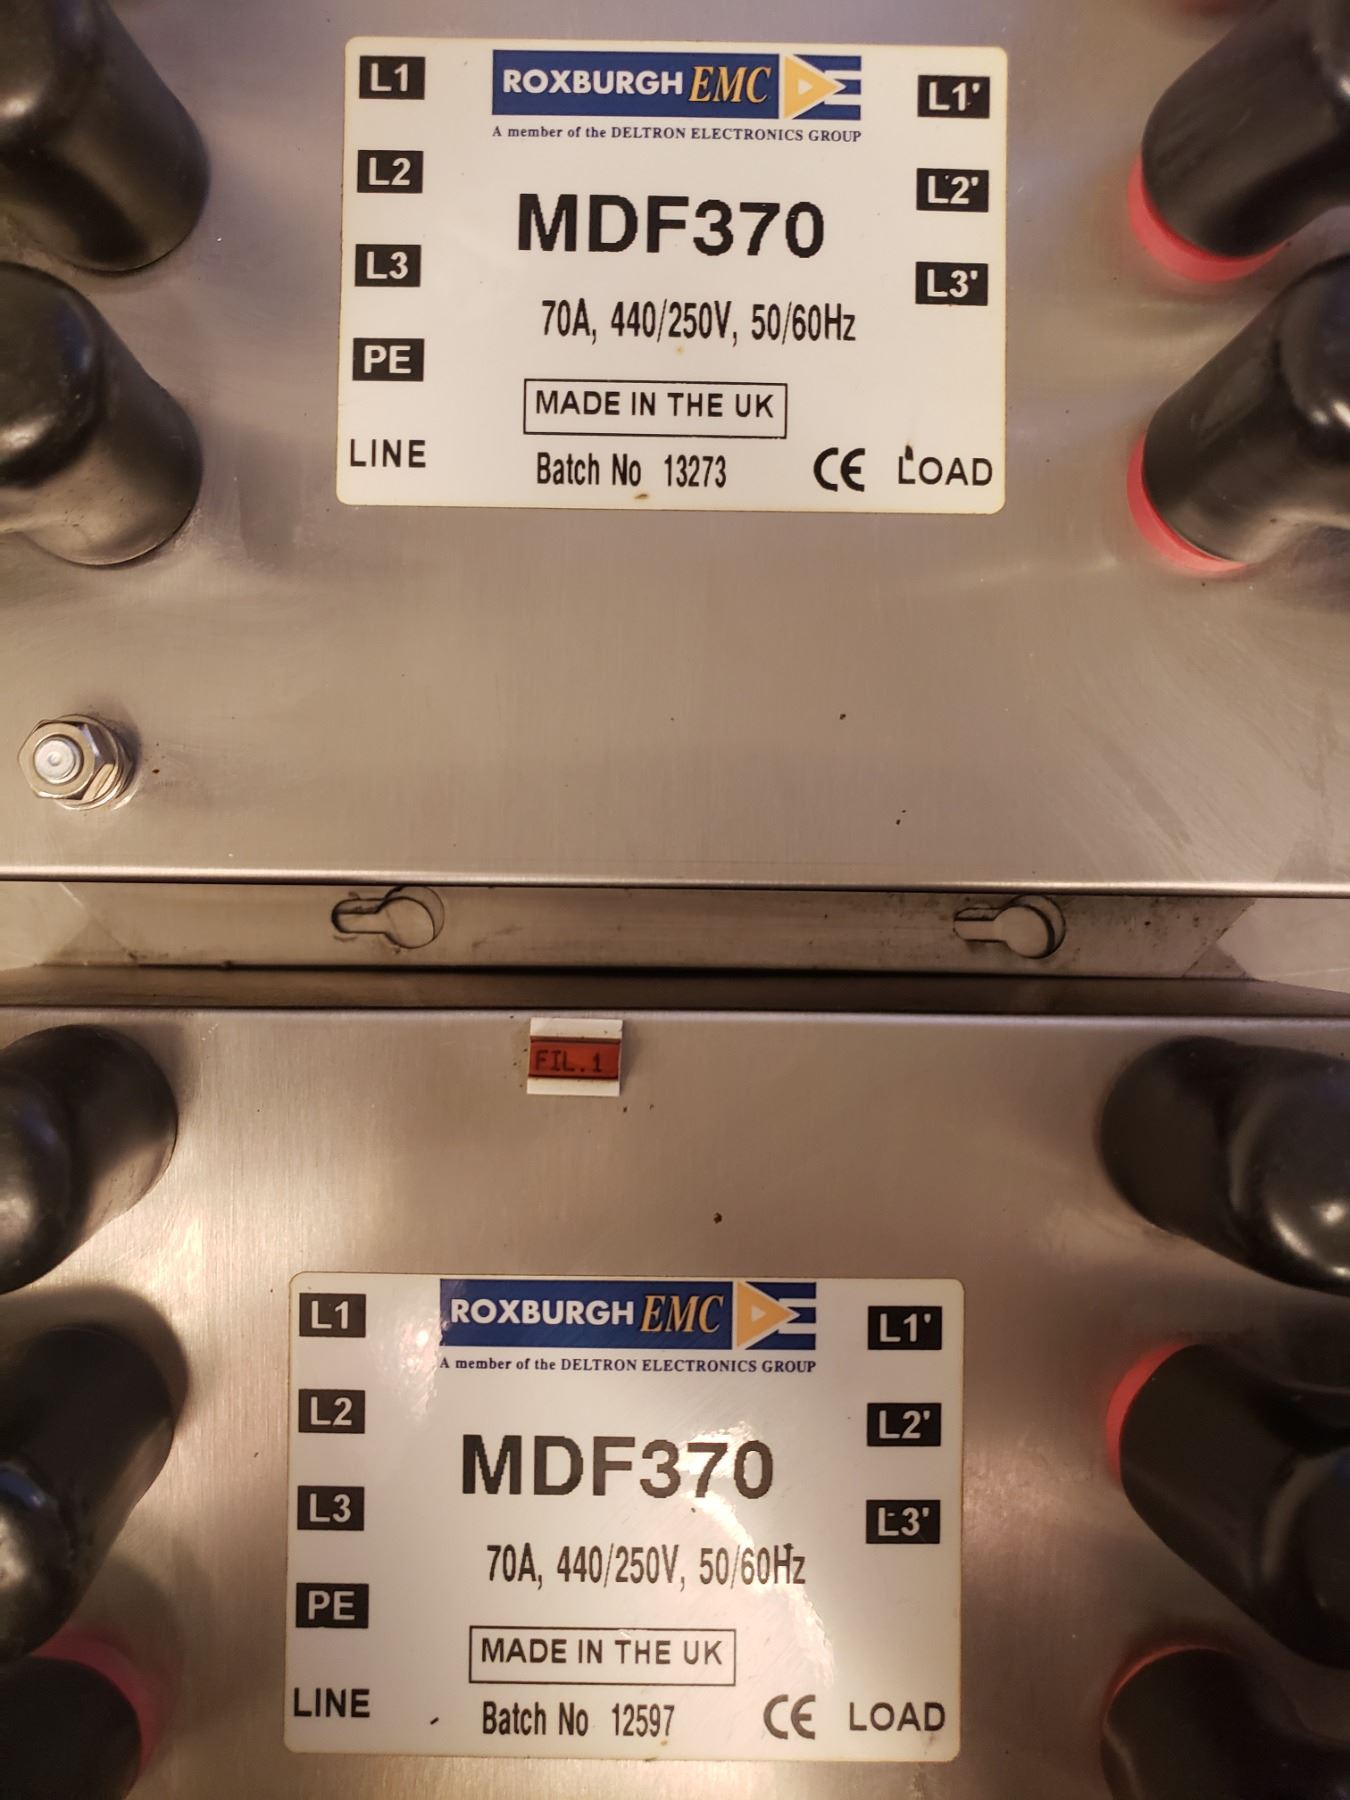 L1
ROXBURGH EMC
L1'
A member of the DELTRON ELECTRONICS GROUP
L2
L2'
MDF370
L3
L3'
70A, 440/250V, 50/60Hz
PE
MADE IN THE UK
LINE
Batch No 13273
CE
LOAD
FIL.1
L1
ROXBURGH EMC
L1'
A member of the DELTRON ELECTRONICS GROUP
L2
L2'
MDF370
L3
L3'
70A, 440/250V, 50/60Hz
PE
MADE IN THE UK
LINE
Batch No 12597
CE
LOAD